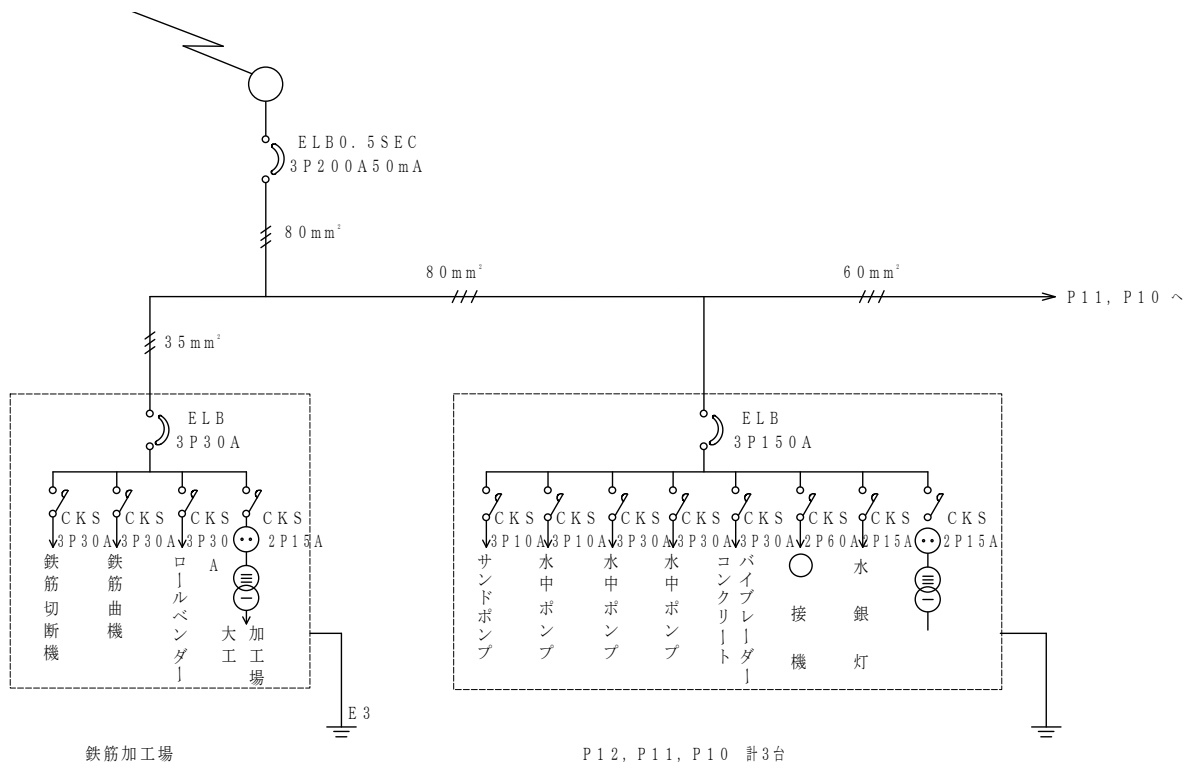 ELB0.5SEC
3P200A50mA
80mm²
80mm²
60mm²
P11,P10へ
35mm²
ELB
3P30A
ELB
3P150A
CKS
CKS
CKS
CKS
3P30A
3P30A
3P30
A
2P15A
鉄筋切断機
鉄筋曲機
ロールベンダー
加工場
大工
CKS
CKS
CKS
CKS
CKS
CKS
CKS
CKS
3P10A
3P10A
3P30A
3P30A
3P30A
2P60A
2P15A
2P15A
サンドポンプ
水中ポンプ
水中ポンプ
水中ポンプ
バイブレーダー
コンクリート
接機
水銀灯
E3
鉄筋加工場
P12,P11,P10 計3台